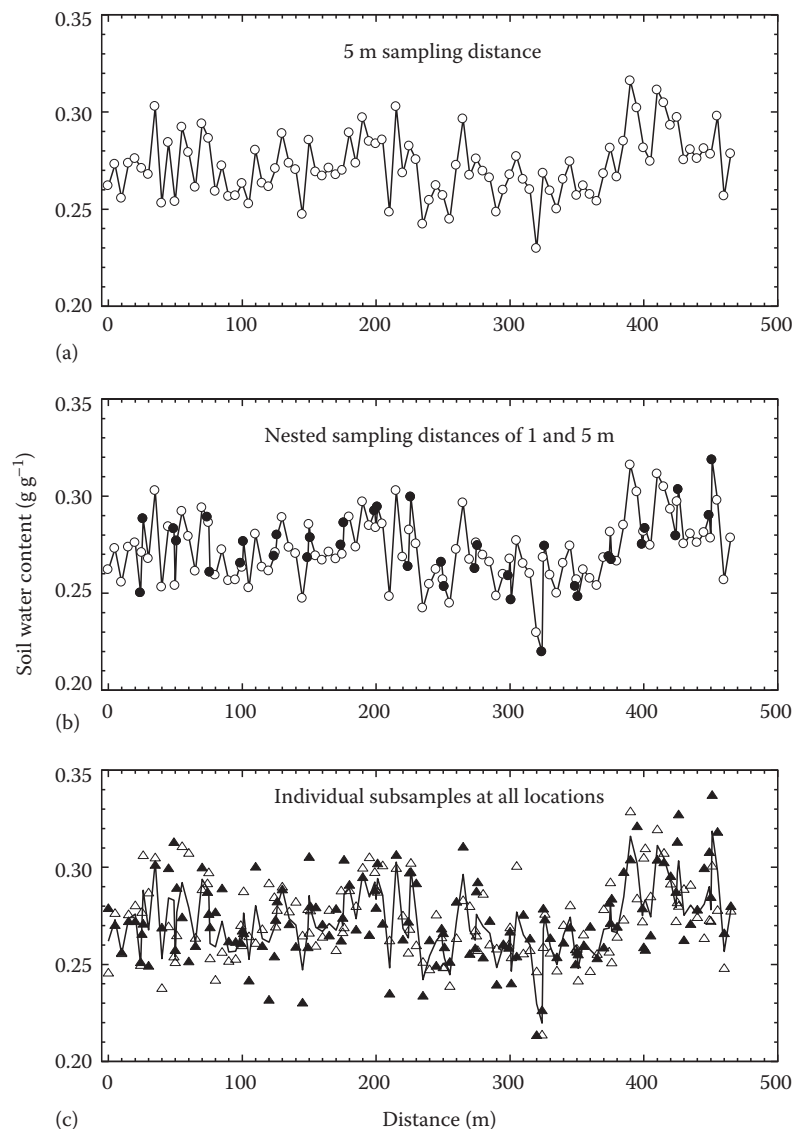 0.35
5 m sampling distance
0.30
0.25
0.20
0 100 200 300 400 500
(a)
0.35
Nested sampling distances of 1 and 5 m
0.30
0.25
0.20
0 100 200 300 400 500
(b)
Soil water content (g g⁻¹)
0.35
Individual subsamples at all locations
0.30
0.25
0.20
0 100 200 300 400 500
(c)
Distance (m)